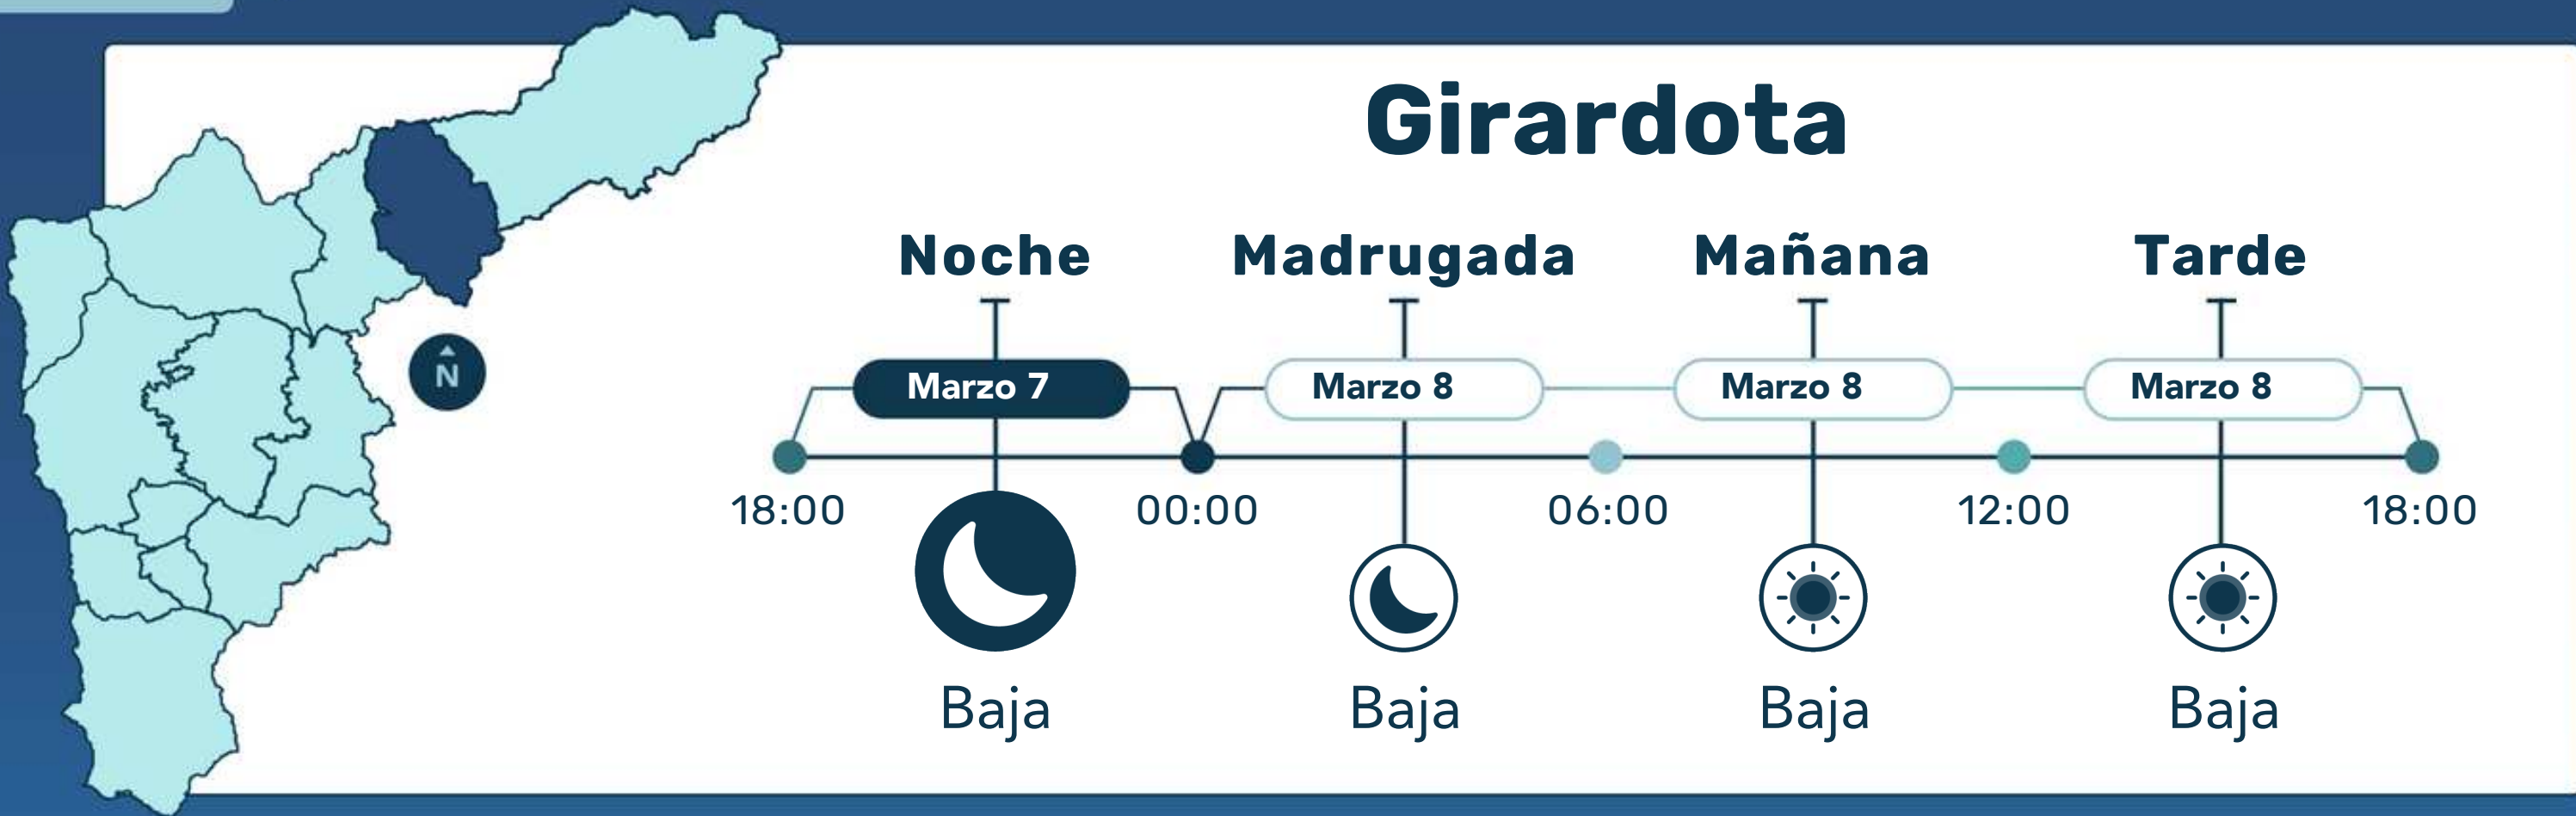 Girardota
Noche Madrugada Mañana Tarde
Marzo 7 Marzo 8 Marzo 8 Marzo 8
N
18:00 00:00 06:00 12:00 18:00
Baja Baja Baja Baja